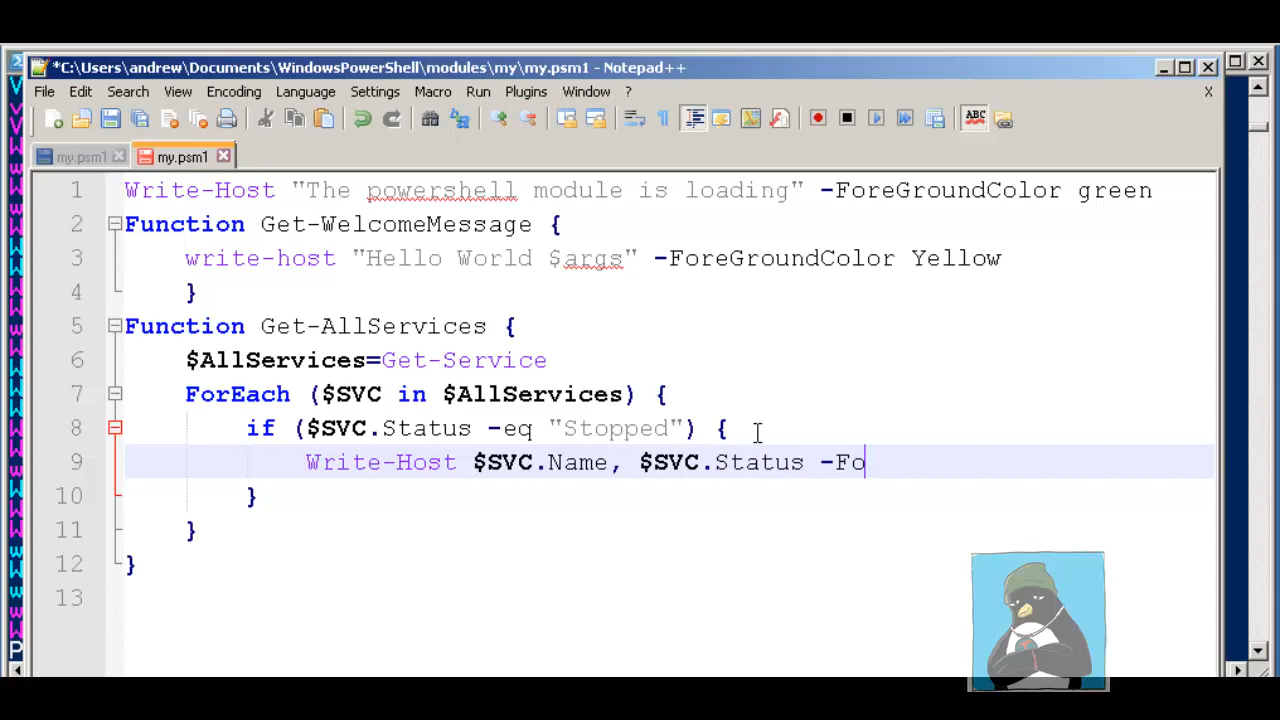 *C:\Users\andrew\Documents\WindowsPowerShell\modules\my\my.psm1 - Notepad++
File Edit Search View Encoding Language Settings Macro Run Plugins Window ? X
ABC
my.psm1 my.psm1
1 Write-Host "The powershell module is loading" -ForeGroundColor green
2 Function Get-WelcomeMessage {
3 write-host "Hello World $args" -ForeGroundColor Yellow
4 }
5 Function Get-AllServices {
6 $AllServices=Get-Service
7 ForEach ($SVC in $AllServices) {
8 if ($SVC.Status -eq "Stopped") {
9 Write-Host $SVC.Name, $SVC.Status -Fo
10 }
11 }
12 }
13